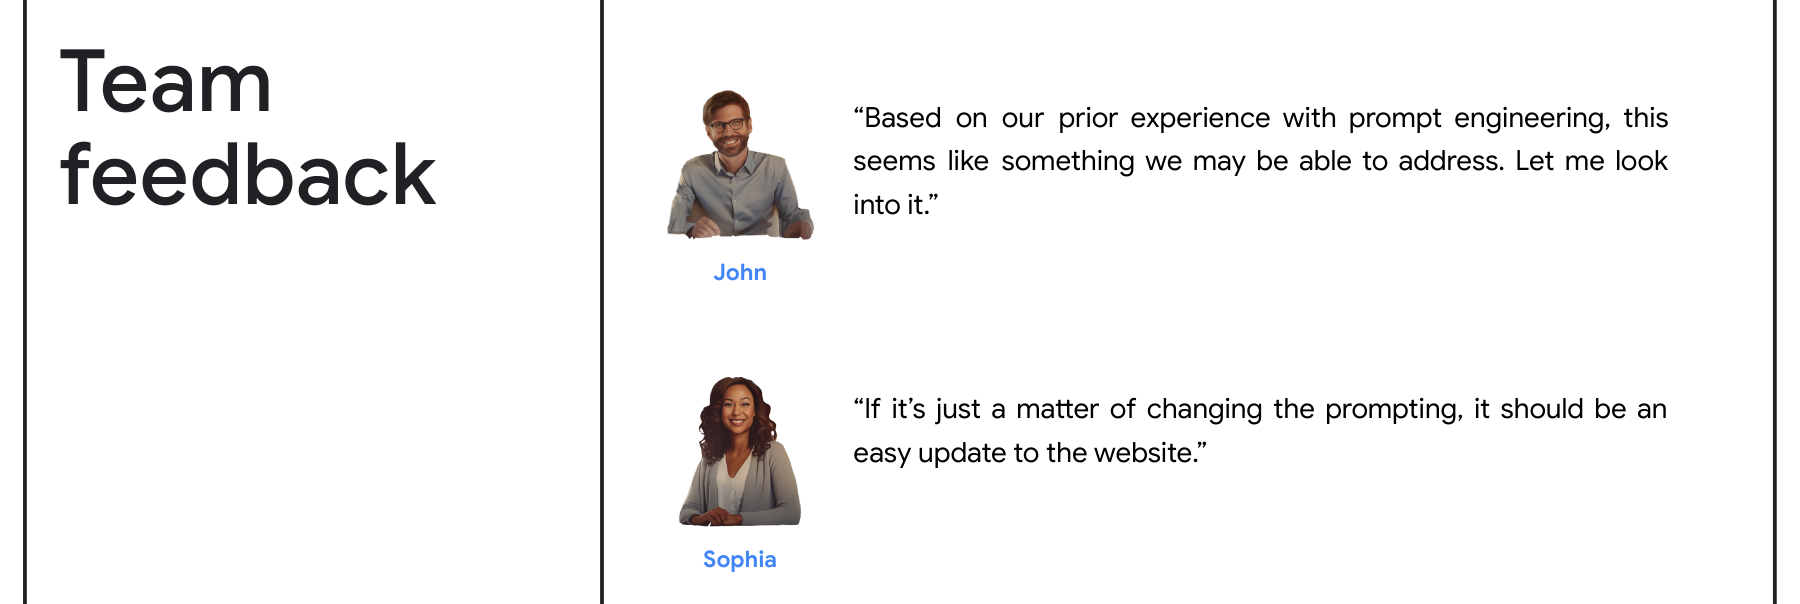 Team
feedback
“Based on our prior experience with prompt engineering, this
seems like something we may be able to address. Let me look
into it.”
John
“If it’s just a matter of changing the prompting, it should be an
easy update to the website.”
Sophia